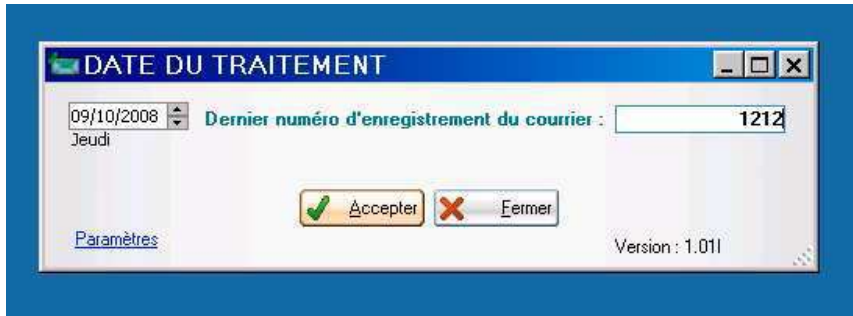 DATE DU TRAITEMENT
09/10/2008 Dernier numéro d'enregistrement du courrier : 1212
Jeudi
Accepter Fermer
Paramètres
Version : 1.01l